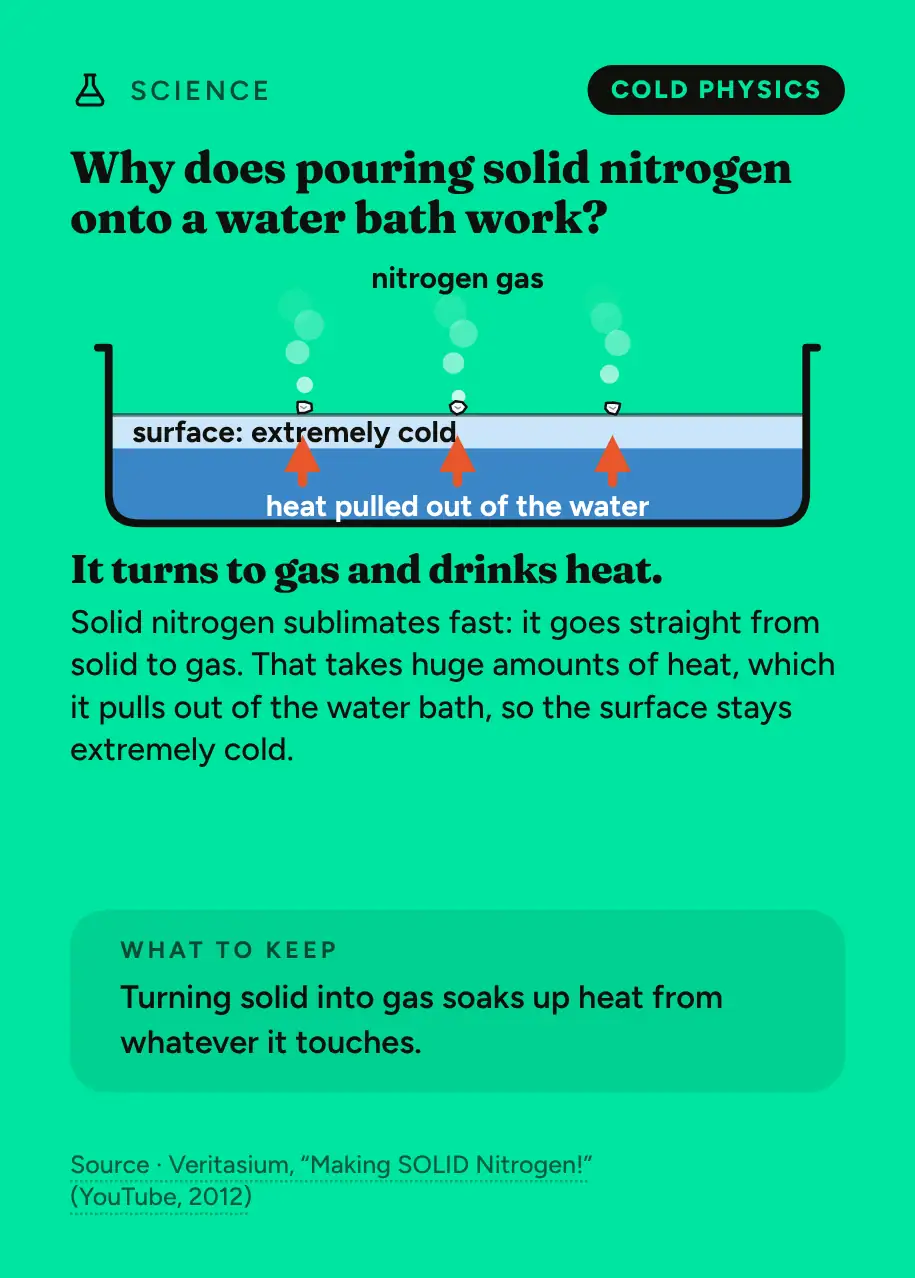 SCIENCE
COLD PHYSICS
Why does pouring solid nitrogen
onto a water bath work?
nitrogen gas
surface: extremely cold
heat pulled out of the water
It turns to gas and drinks heat.
Solid nitrogen sublimates fast: it goes straight from
solid to gas. That takes huge amounts of heat, which
it pulls out of the water bath, so the surface stays
extremely cold.
WHAT TO KEEP
Turning solid into gas soaks up heat from
whatever it touches.
Source · Veritasium, “Making SOLID Nitrogen!”
(YouTube, 2012)